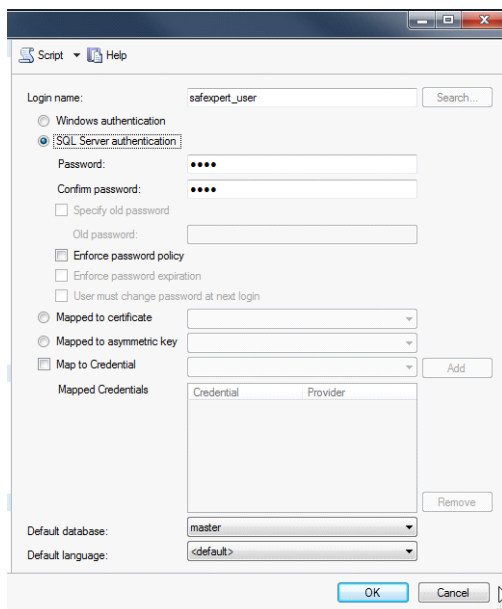 Script Help
Login name: safexpert_user Search...
Windows authentication
SQL Server authentication
Password: ••••
Confirm password: ••••
Specify old password
Old password:
Enforce password policy
Enforce password expiration
User must change password at next login
Mapped to certificate
Mapped to asymmetric key
Map to Credential Add
Mapped Credentials Credential Provider
Remove
Default database: master
Default language: <default>
OK Cancel